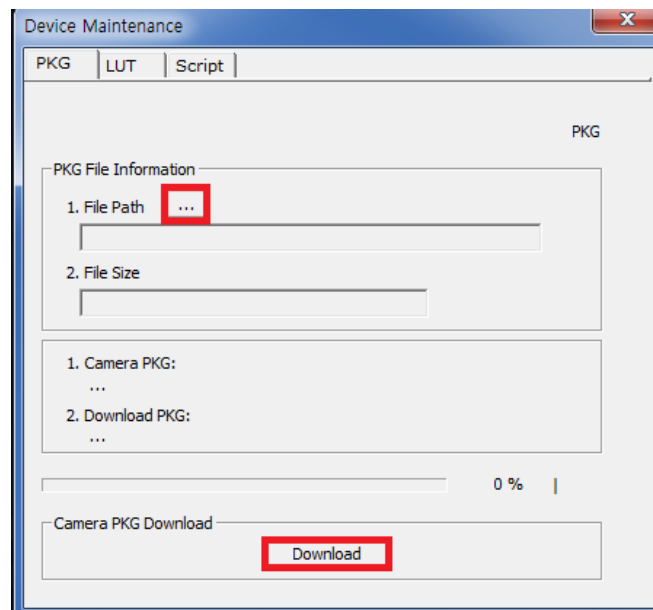 Device Maintenance
PKG LUT Script
PKG
PKG File Information
1. File Path ...
2. File Size
1. Camera PKG:
...
2. Download PKG:
...
0 % |
Camera PKG Download
Download